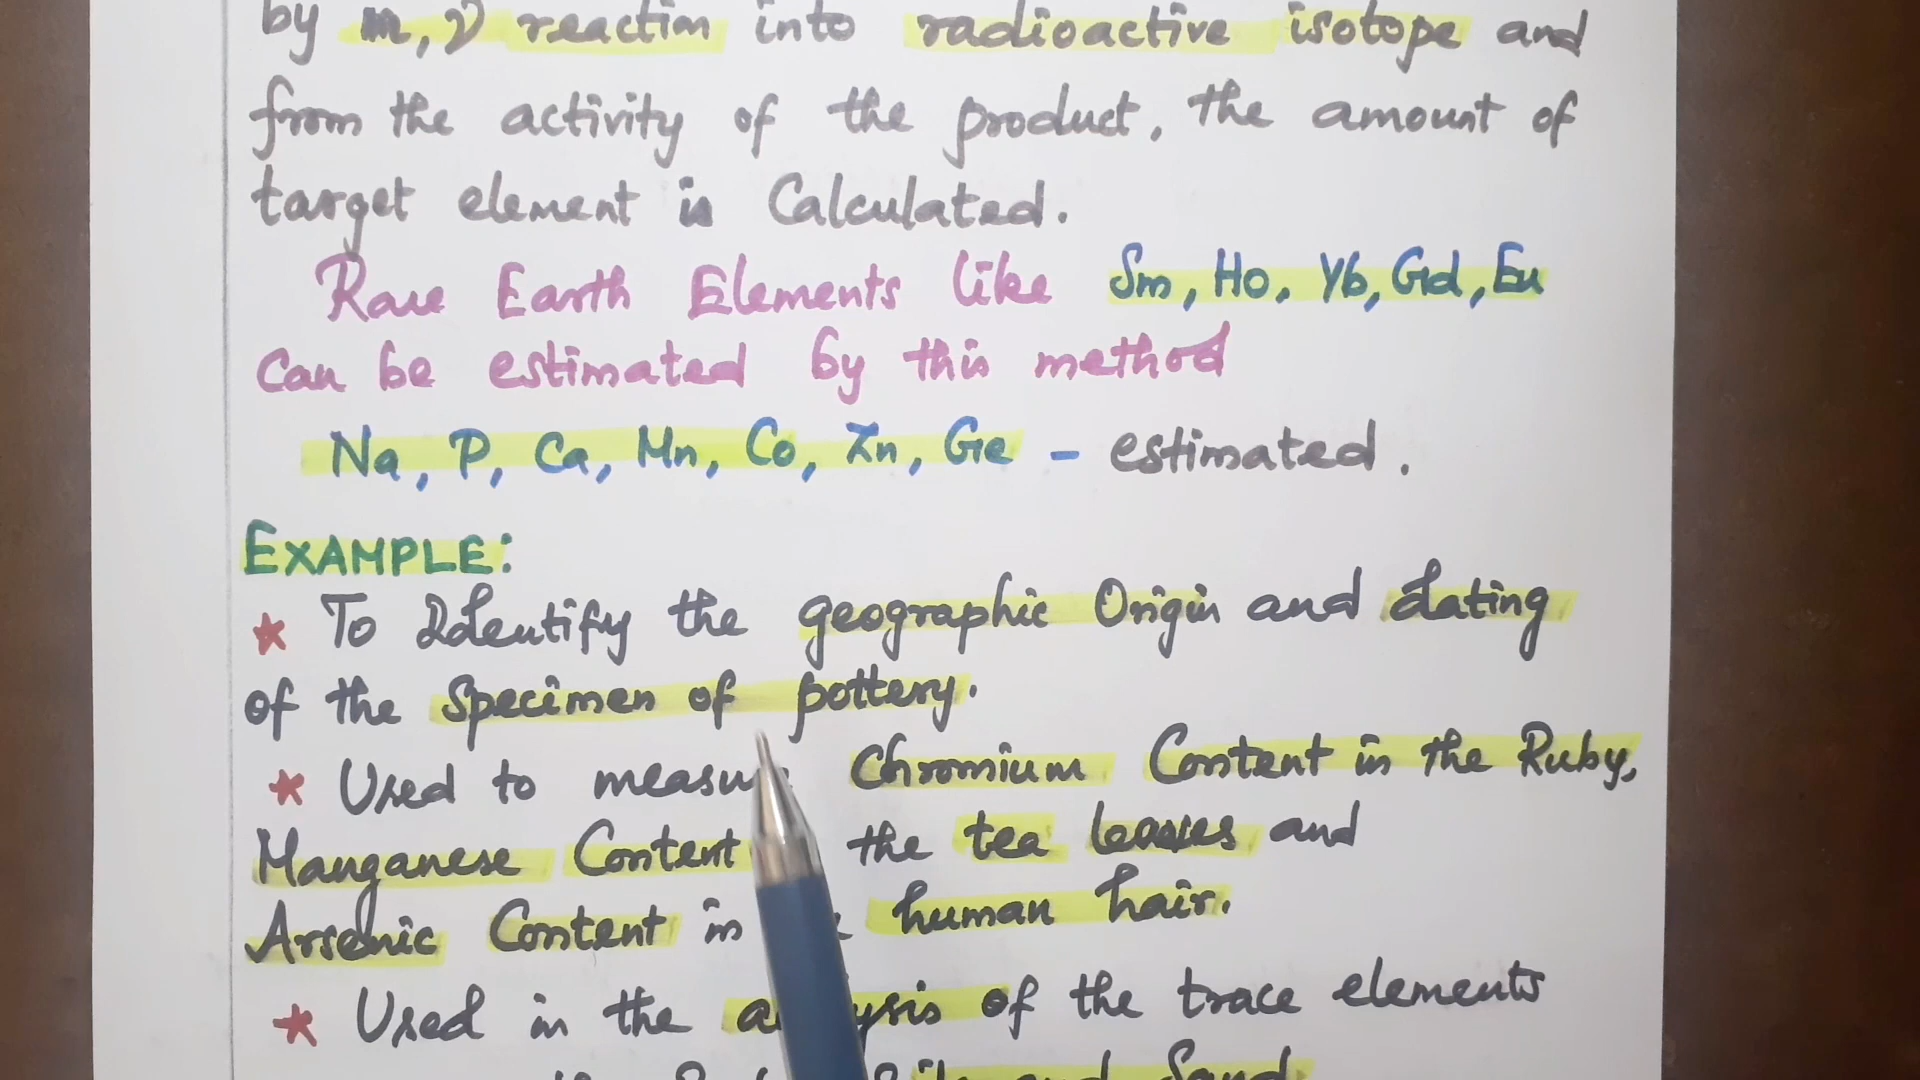 by n, γ reaction into radioactive isotope and
from the activity of the product, the amount of
target element is Calculated.
Rare Earth Elements like Sm, Ho, Yb, Gd, Eu
Can be estimated by this method
Na, P, Ca, Mn, Co, Zn, Ge - estimated.
EXAMPLE:
* To Identify the geographic Origin and dating
of the Specimen of pottery.
* Used to measu Chromium Content in the Ruby,
Manganese Content the tea leaves and
Arsenic Content in human hair.
* Used in the a ysis of the trace elements
and Sand